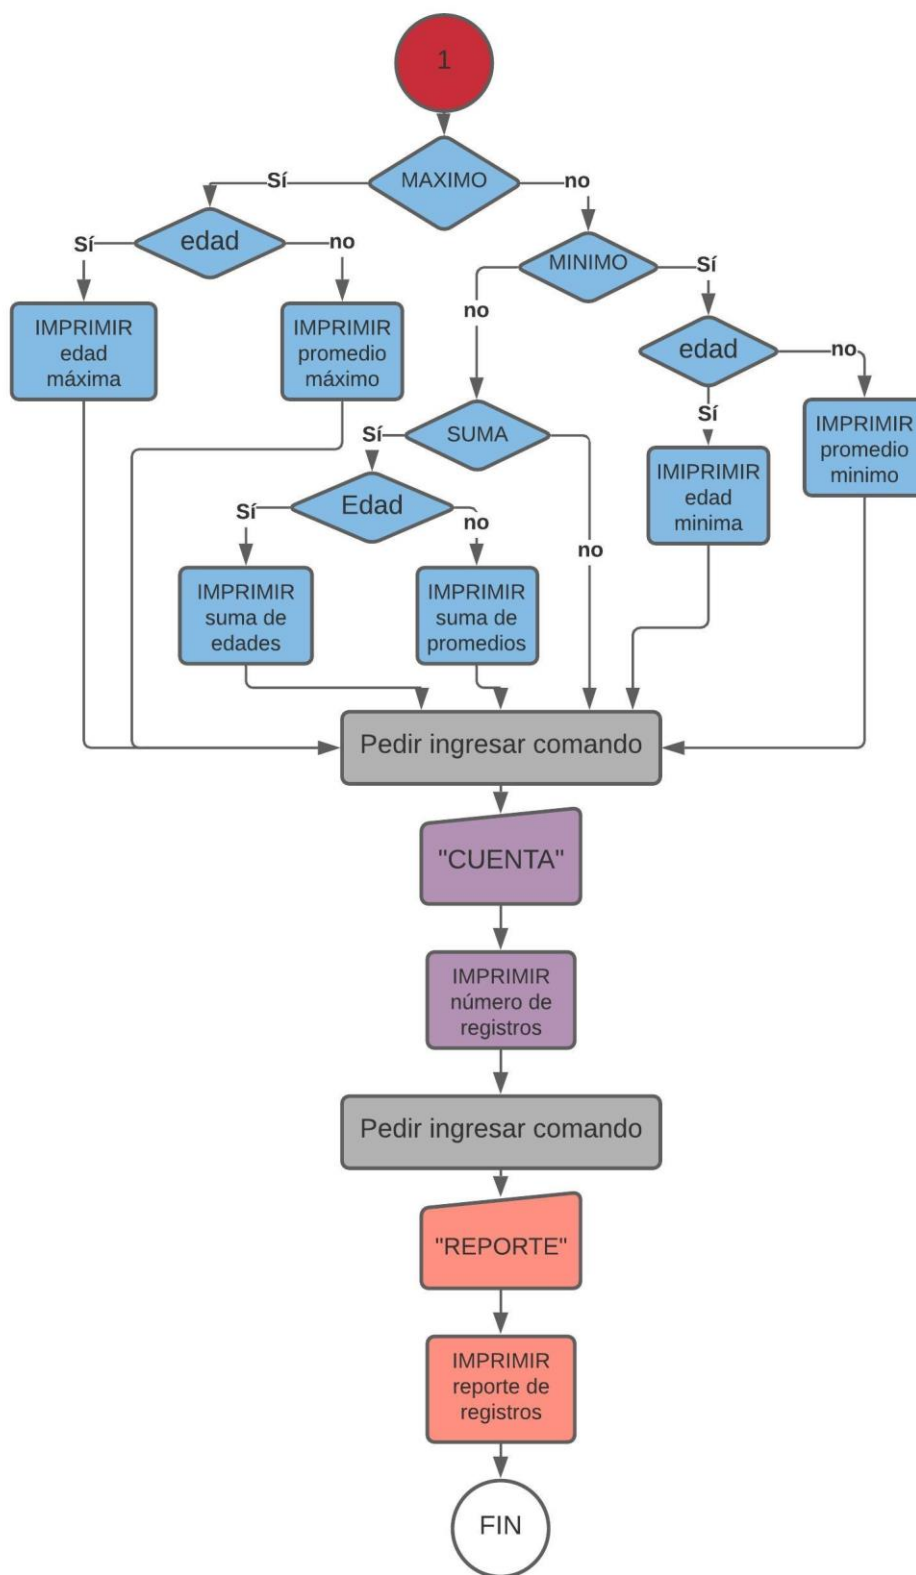 1
MAXIMO
Sí
no
edad
MINIMO
Sí
no
Sí
no
IMPRIMIR
edad
máxima
IMPRIMIR
promedio
máximo
edad
no
Sí
IMPRIMIR
promedio
minimo
SUMA
Sí
no
IMIPRIMIR
edad
minima
Edad
Sí
no
IMPRIMIR
suma de
edades
IMPRIMIR
suma de
promedios
Pedir ingresar comando
"CUENTA"
IMPRIMIR
número de
registros
Pedir ingresar comando
"REPORTE"
IMPRIMIR
reporte de
registros
FIN